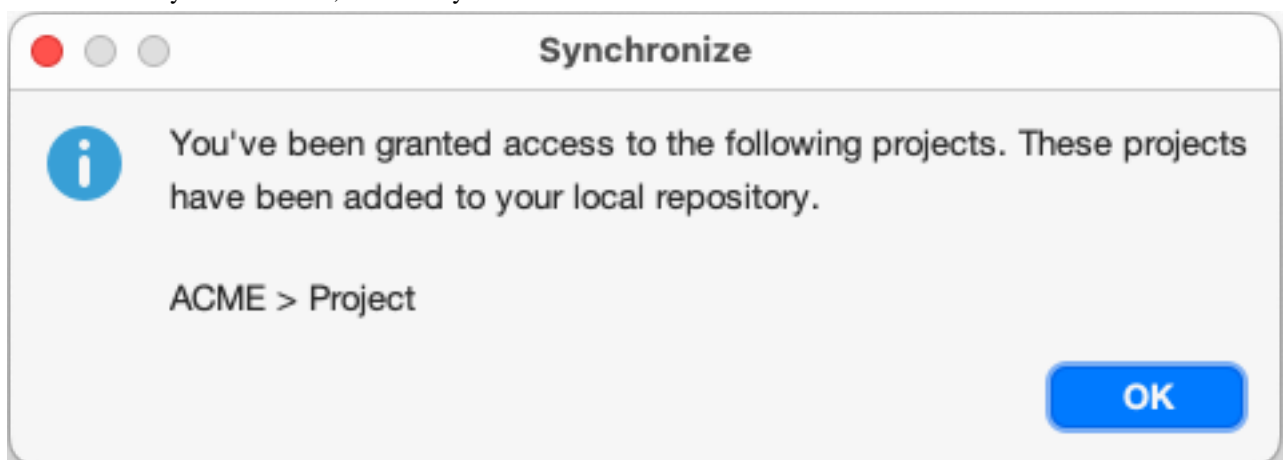 Synchronize
You've been granted access to the following projects. These projects
have been added to your local repository.
ACME > Project
OK